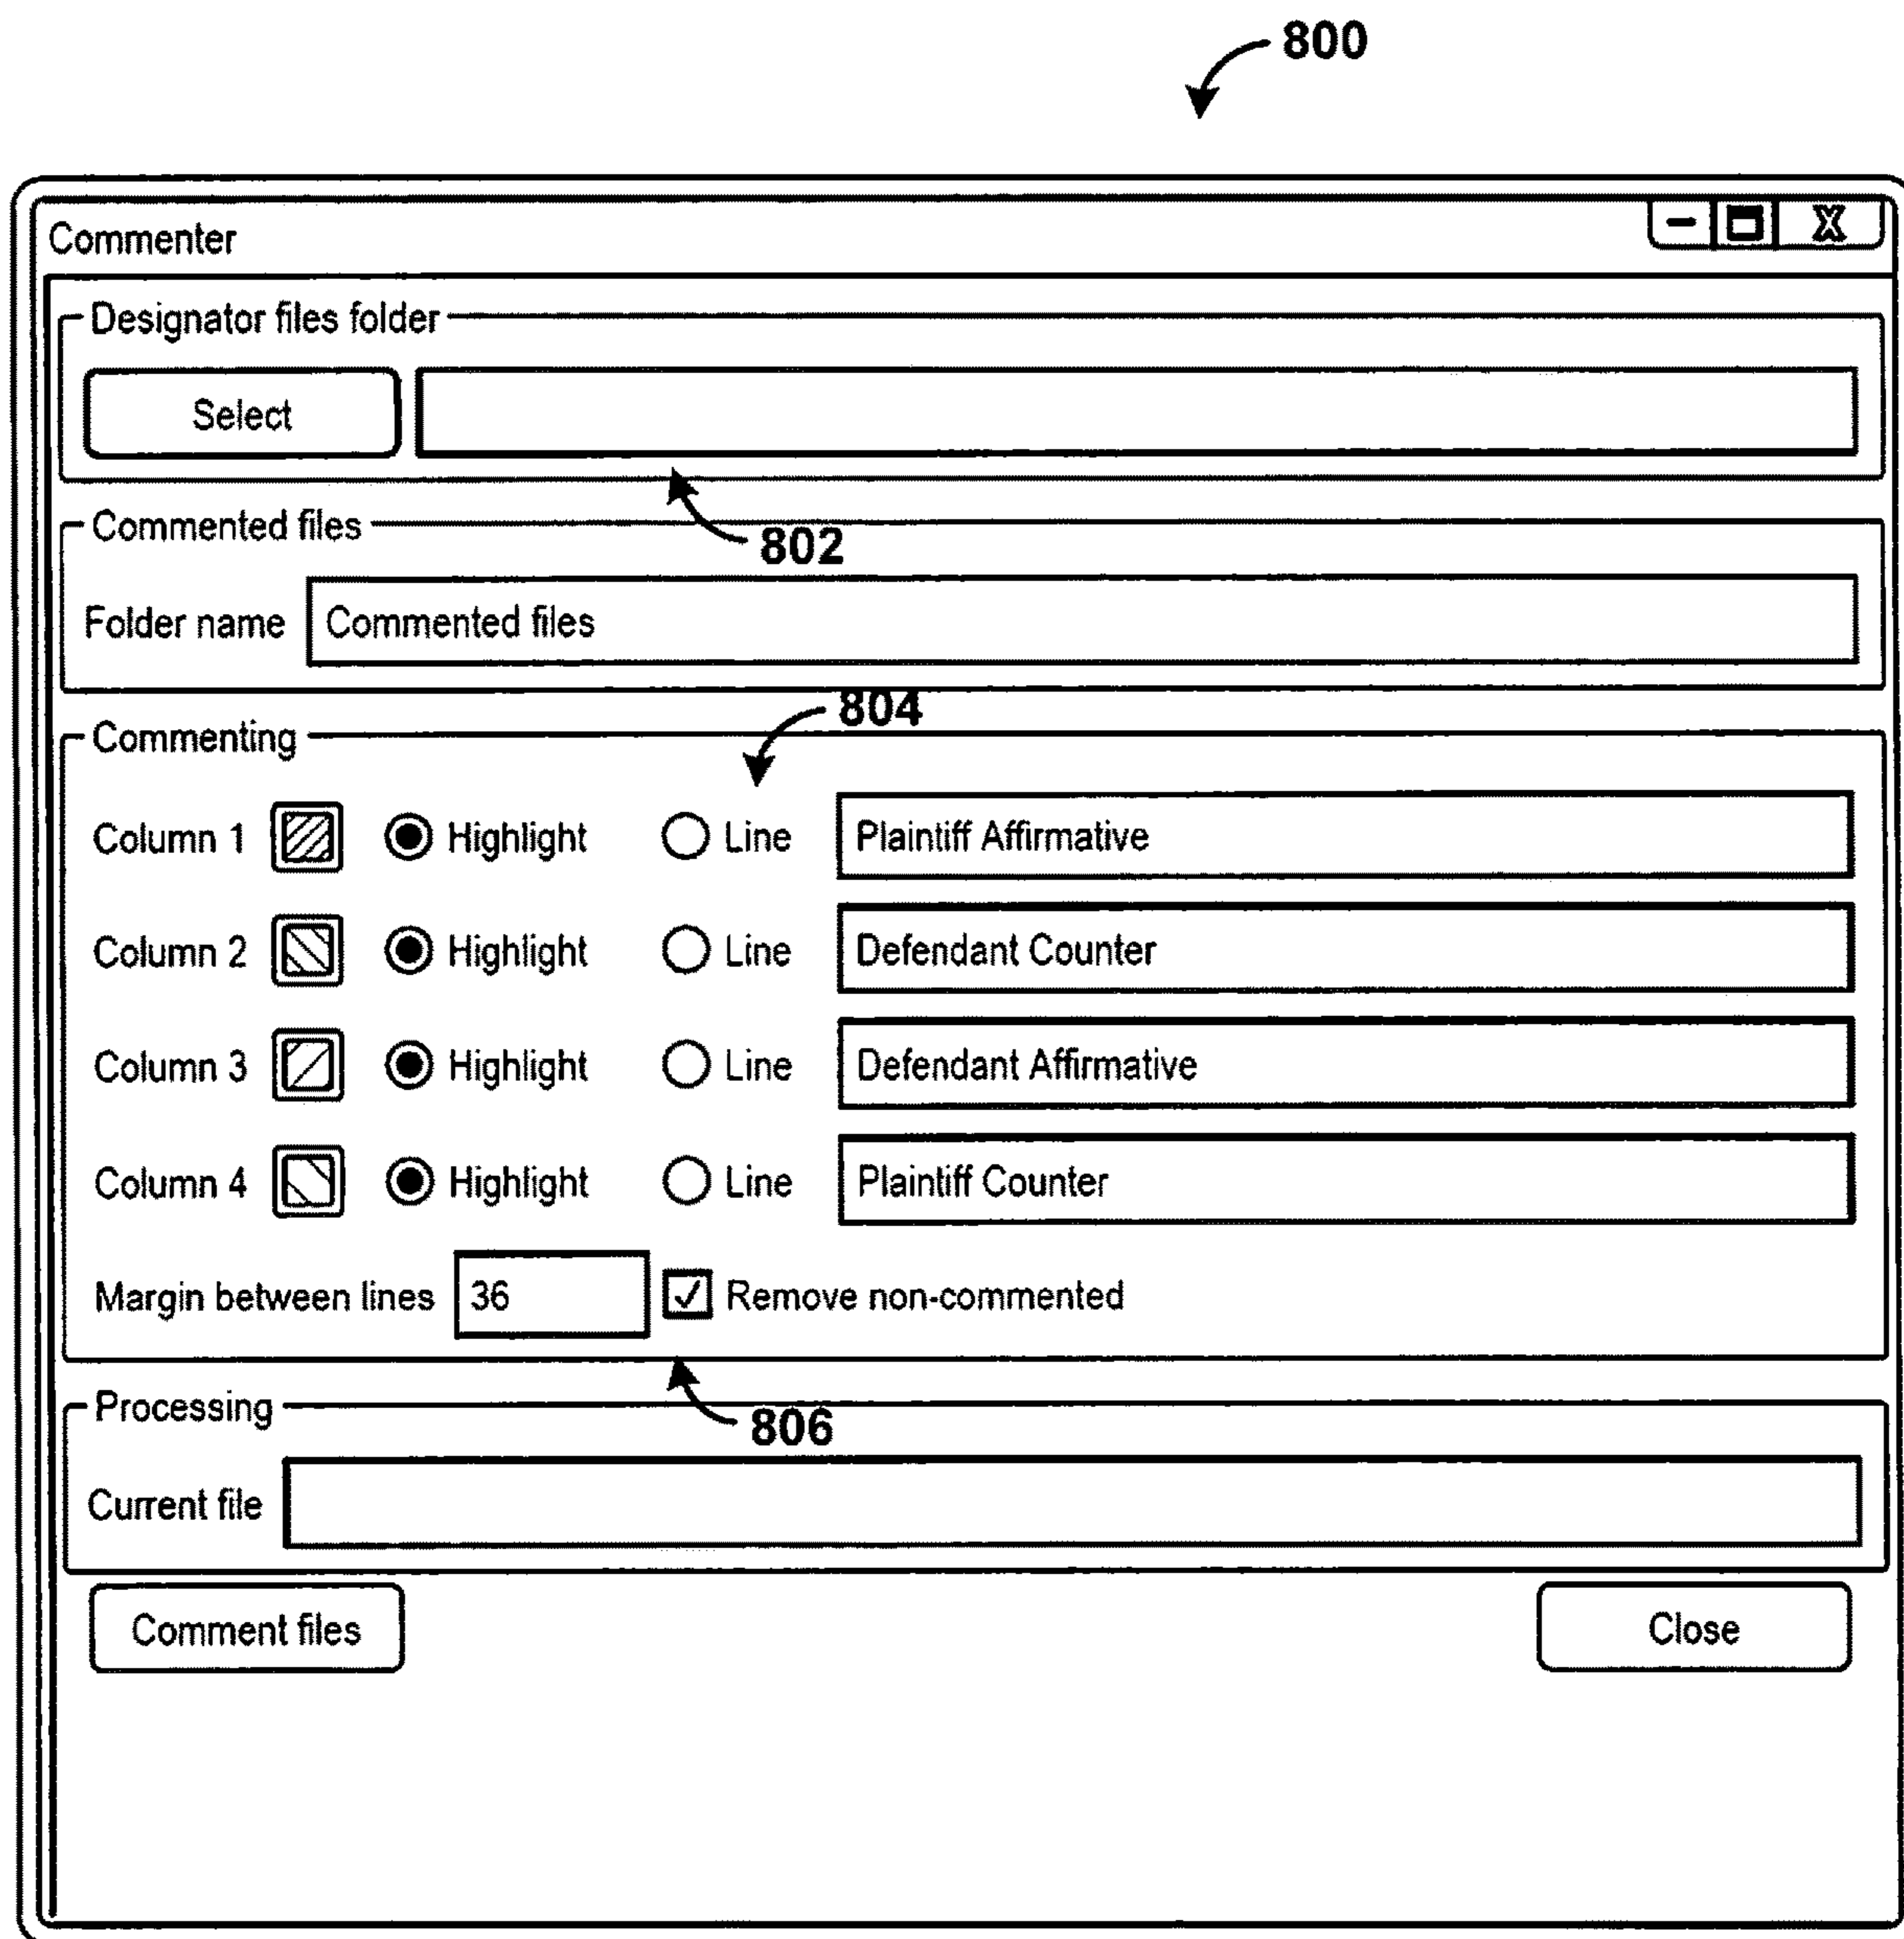 800
Commenter
Designator files folder
Select
802
Commented files
Folder name Commented files
804
Commenting
Column 1 Highlight Line Plaintiff Affirmative
Column 2 Highlight Line Defendant Counter
Column 3 Highlight Line Defendant Affirmative
Column 4 Highlight Line Plaintiff Counter
Margin between lines 36 Remove non-commented
806
Processing
Current file
Comment files Close